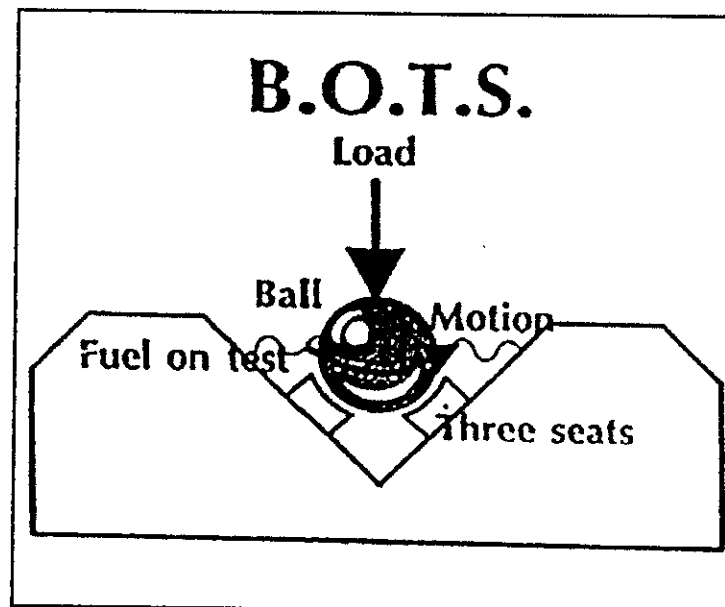 B.O.T.S.
Load
Ball
Motion
Fuel on test
Three seats